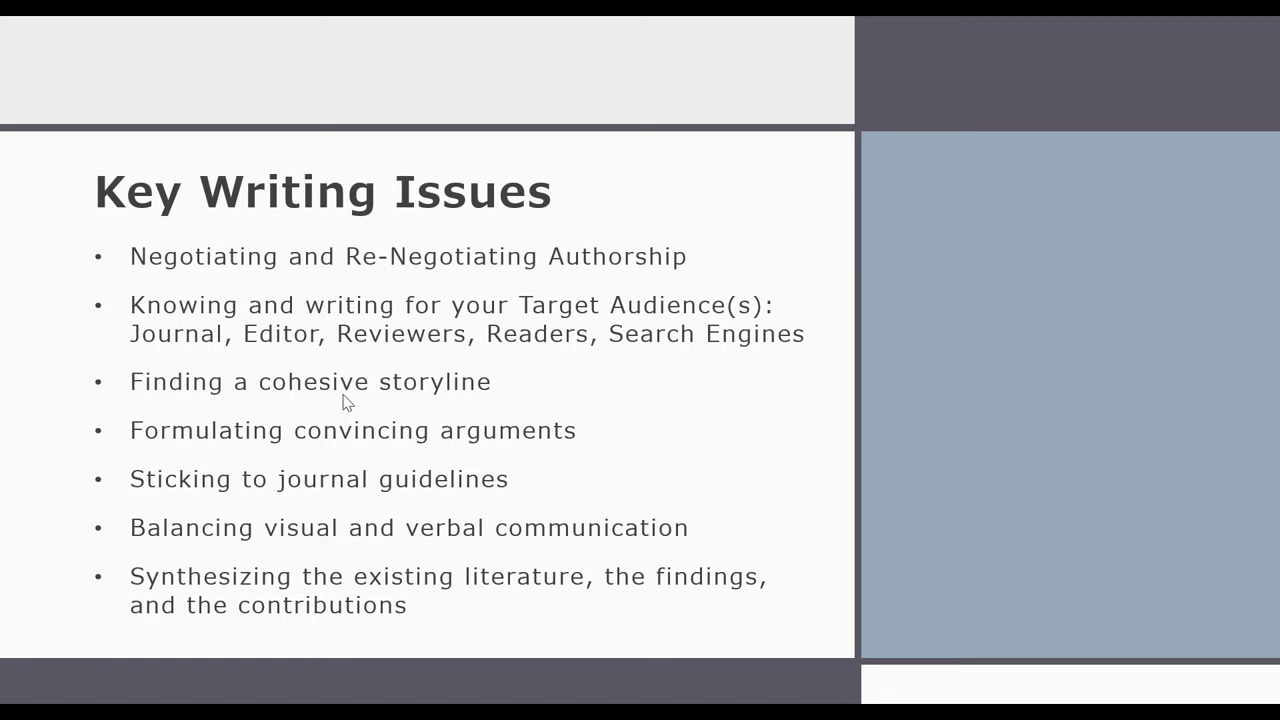 Key Writing Issues
• Negotiating and Re-Negotiating Authorship
• Knowing and writing for your Target Audience(s):
Journal, Editor, Reviewers, Readers, Search Engines
• Finding a cohesive storyline
• Formulating convincing arguments
• Sticking to journal guidelines
• Balancing visual and verbal communication
• Synthesizing the existing literature, the findings,
and the contributions